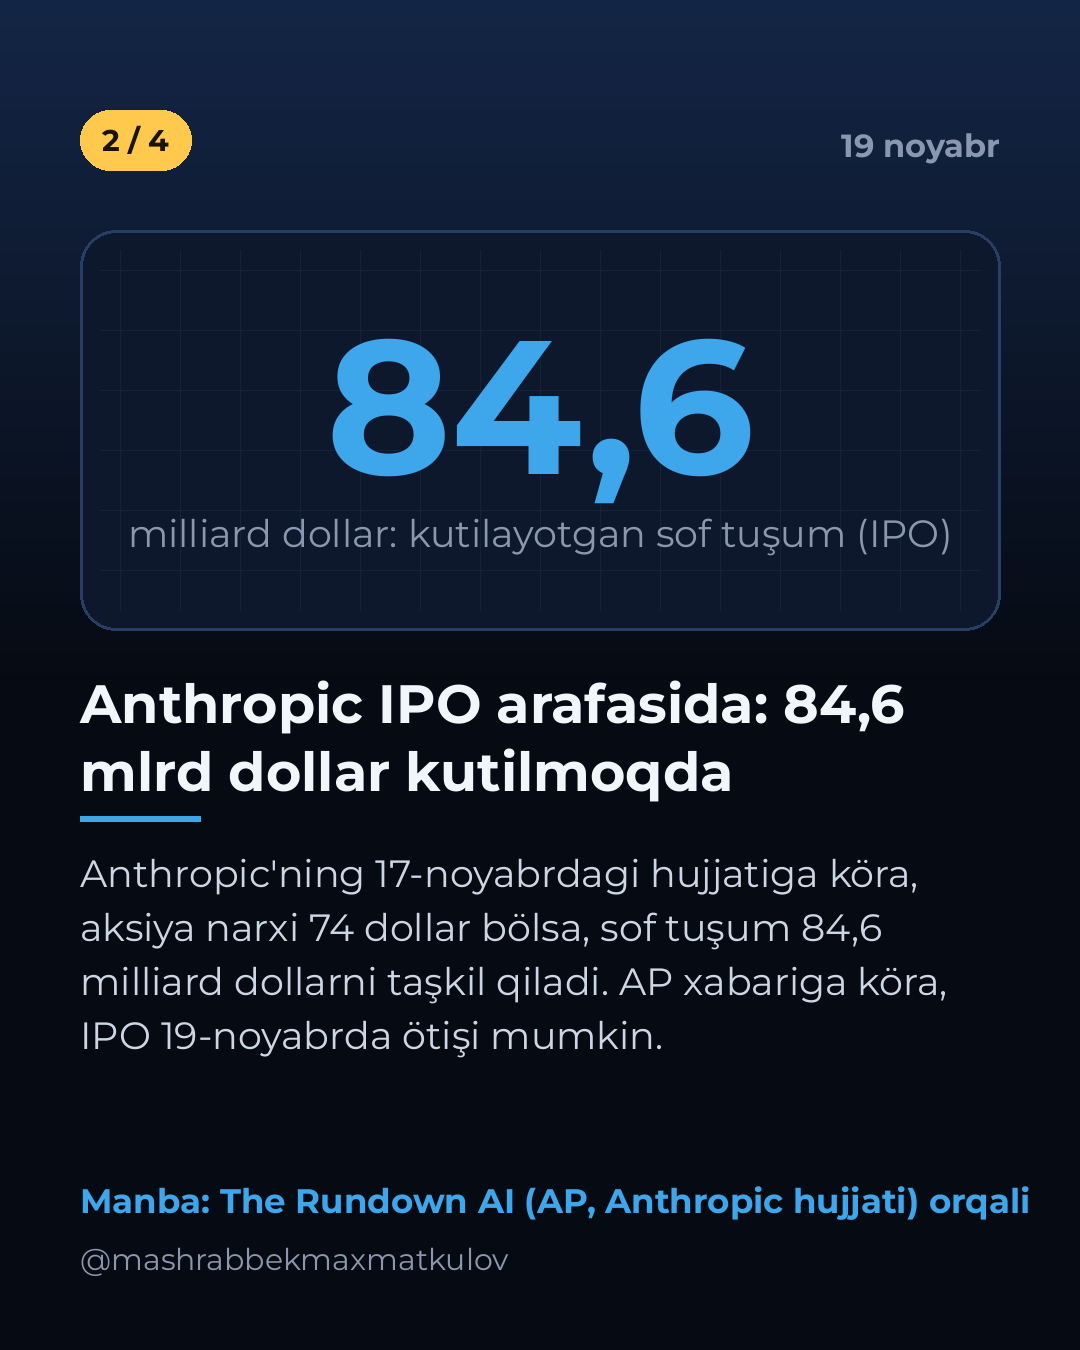 2 / 4
19 noyabr
84,6
milliard dollar: kutilayotgan sof tuşum (IPO)
Anthropic IPO arafasida: 84,6
mlrd dollar kutilmoqda
Anthropic'ning 17-noyabrdagi hujjatiga köra,
aksiya narxi 74 dollar bölsa, sof tuşum 84,6
milliard dollarni taşkil qiladi. AP xabariga köra,
IPO 19-noyabrda ötişi mumkin.
Manba: The Rundown AI (AP, Anthropic hujjati) orqali
@mashrabbekmaxmatkulov